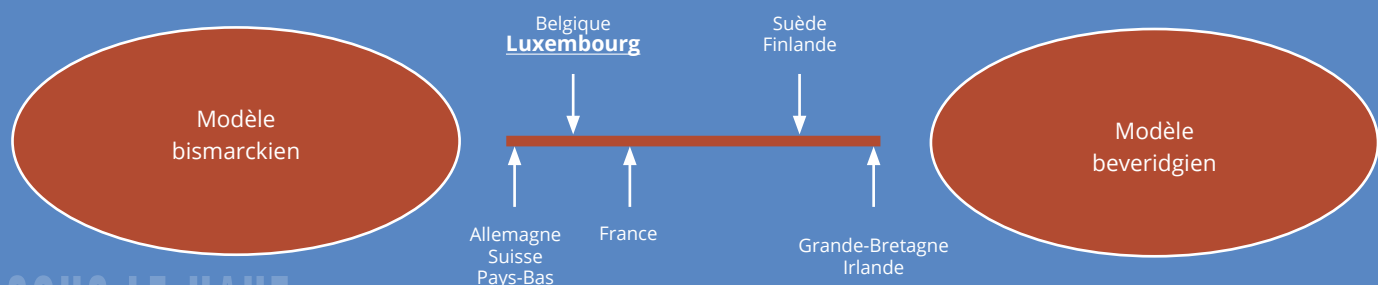 Belgique
Luxembourg
Suède
Finlande
Modèle
bismarckien
Modèle
beveridgien
Allemagne
Suisse
Pays-Bas
France
Grande-Bretagne
Irlande